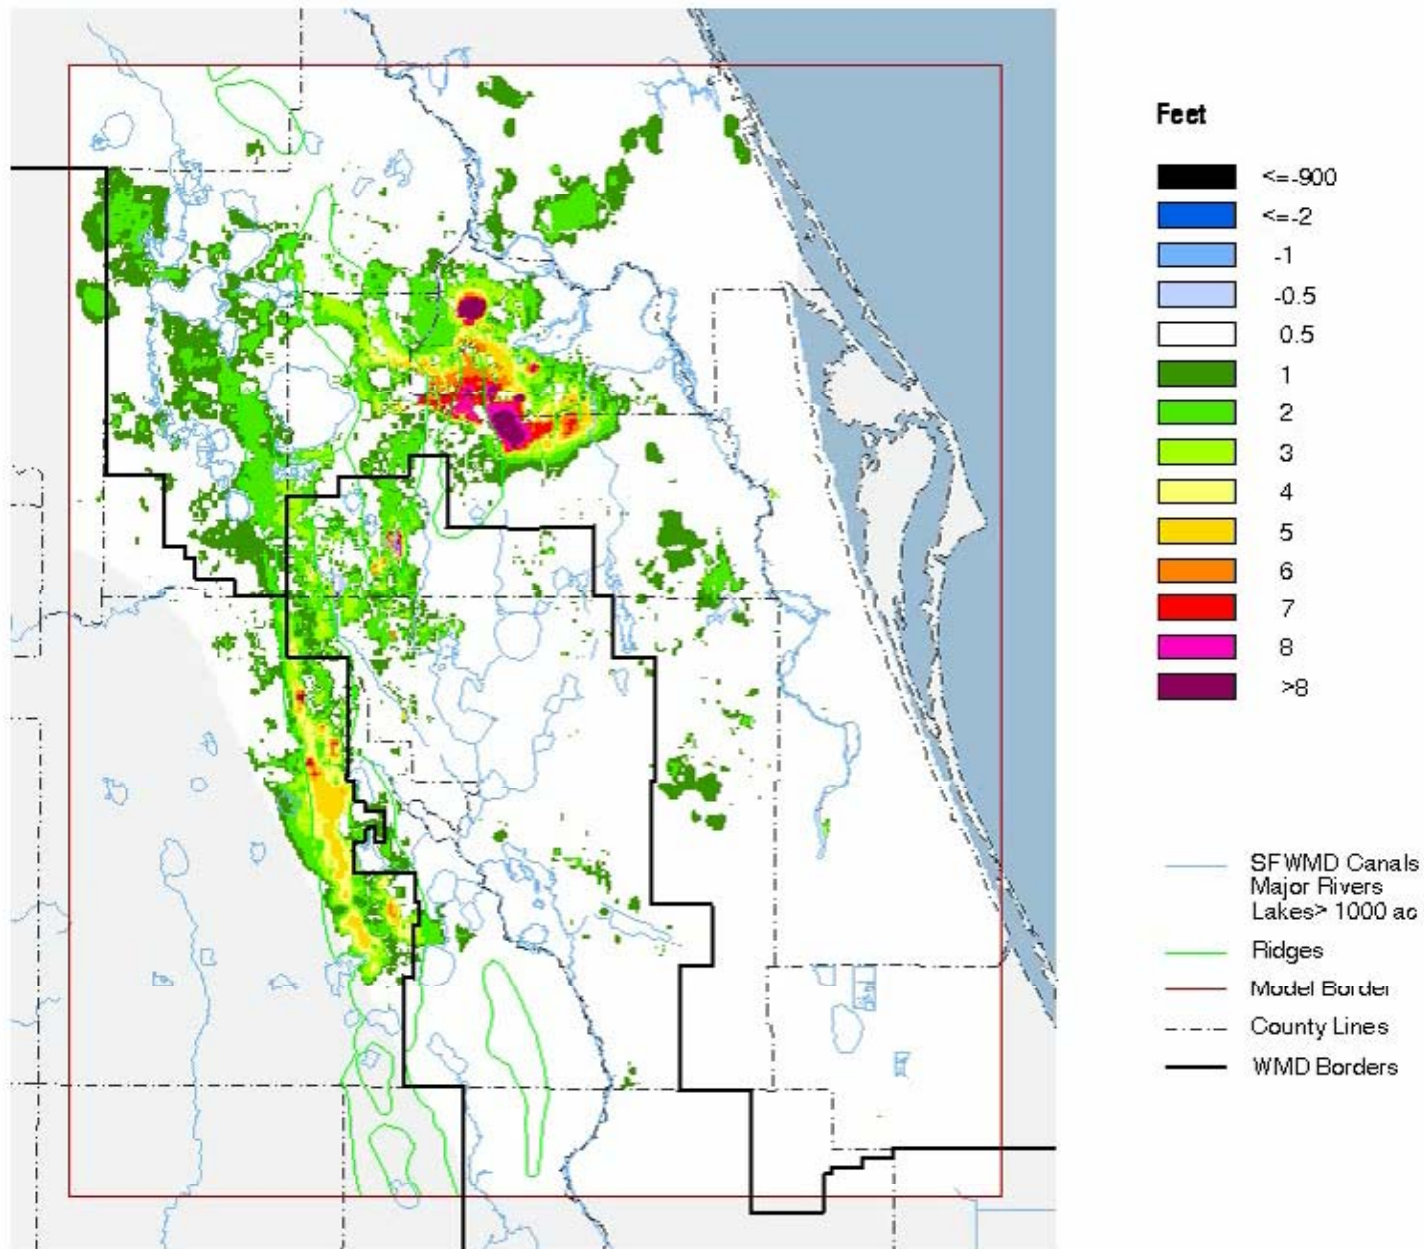 Feet
<=-900
<=-2
-1
-0.5
0.5
1
2
3
4
5
6
7
8
>8
SFWMD Canals
Major Rivers
Lakes> 1000 ac
Ridges
Model Border
County Lines
WMD Borders